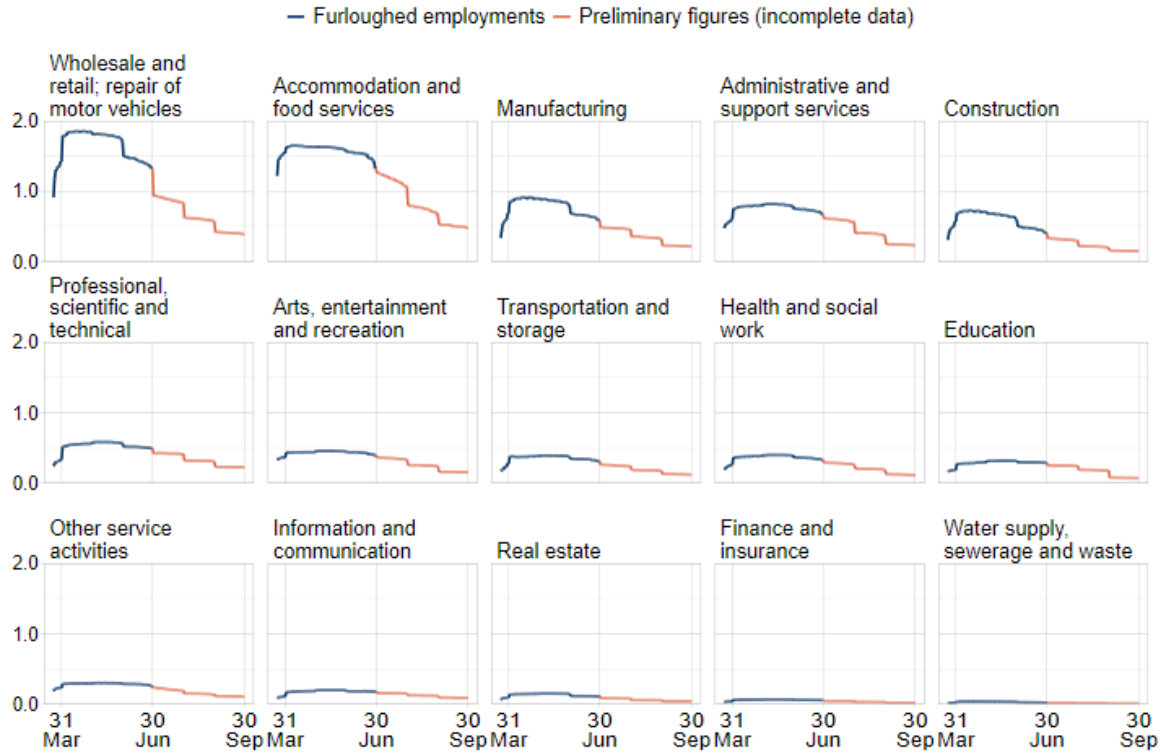 Furloughed employments Preliminary figures (incomplete data)
Wholesale and
retail; repair of
motor vehicles
Accommodation and
food services
Manufacturing
Administrative and
support services
Construction
2.0
1.0
0.0
Professional,
scientific and
technical
Arts, entertainment
and recreation
Transportation and
storage
Health and social
work
Education
2.0
1.0
0.0
Other service
activities
Information and
communication
Real estate
Finance and
insurance
Water supply,
sewerage and waste
2.0
1.0
0.0
31 30 30 31 30 30 31 30 30 31 30 30 31 30 30
Mar Jun Sep Mar Jun Sep Mar Jun Sep Mar Jun Sep Mar Jun Sep